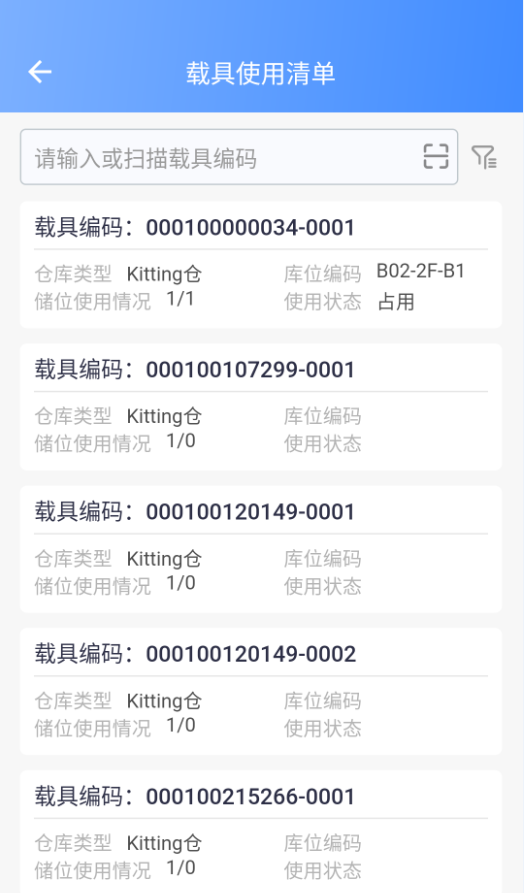 载具使用清单
请输入或扫描载具编码
载具编码：000100000034-0001
仓库类型 Kitting仓 库位编码 B02-2F-B1
储位使用情况 1/1 使用状态 占用
载具编码：000100107299-0001
仓库类型 Kitting仓 库位编码
储位使用情况 1/0 使用状态
载具编码：000100120149-0001
仓库类型 Kitting仓 库位编码
储位使用情况 1/0 使用状态
载具编码：000100120149-0002
仓库类型 Kitting仓 库位编码
储位使用情况 1/0 使用状态
载具编码：000100215266-0001
仓库类型 Kitting仓 库位编码
储位使用情况 1/0 使用状态